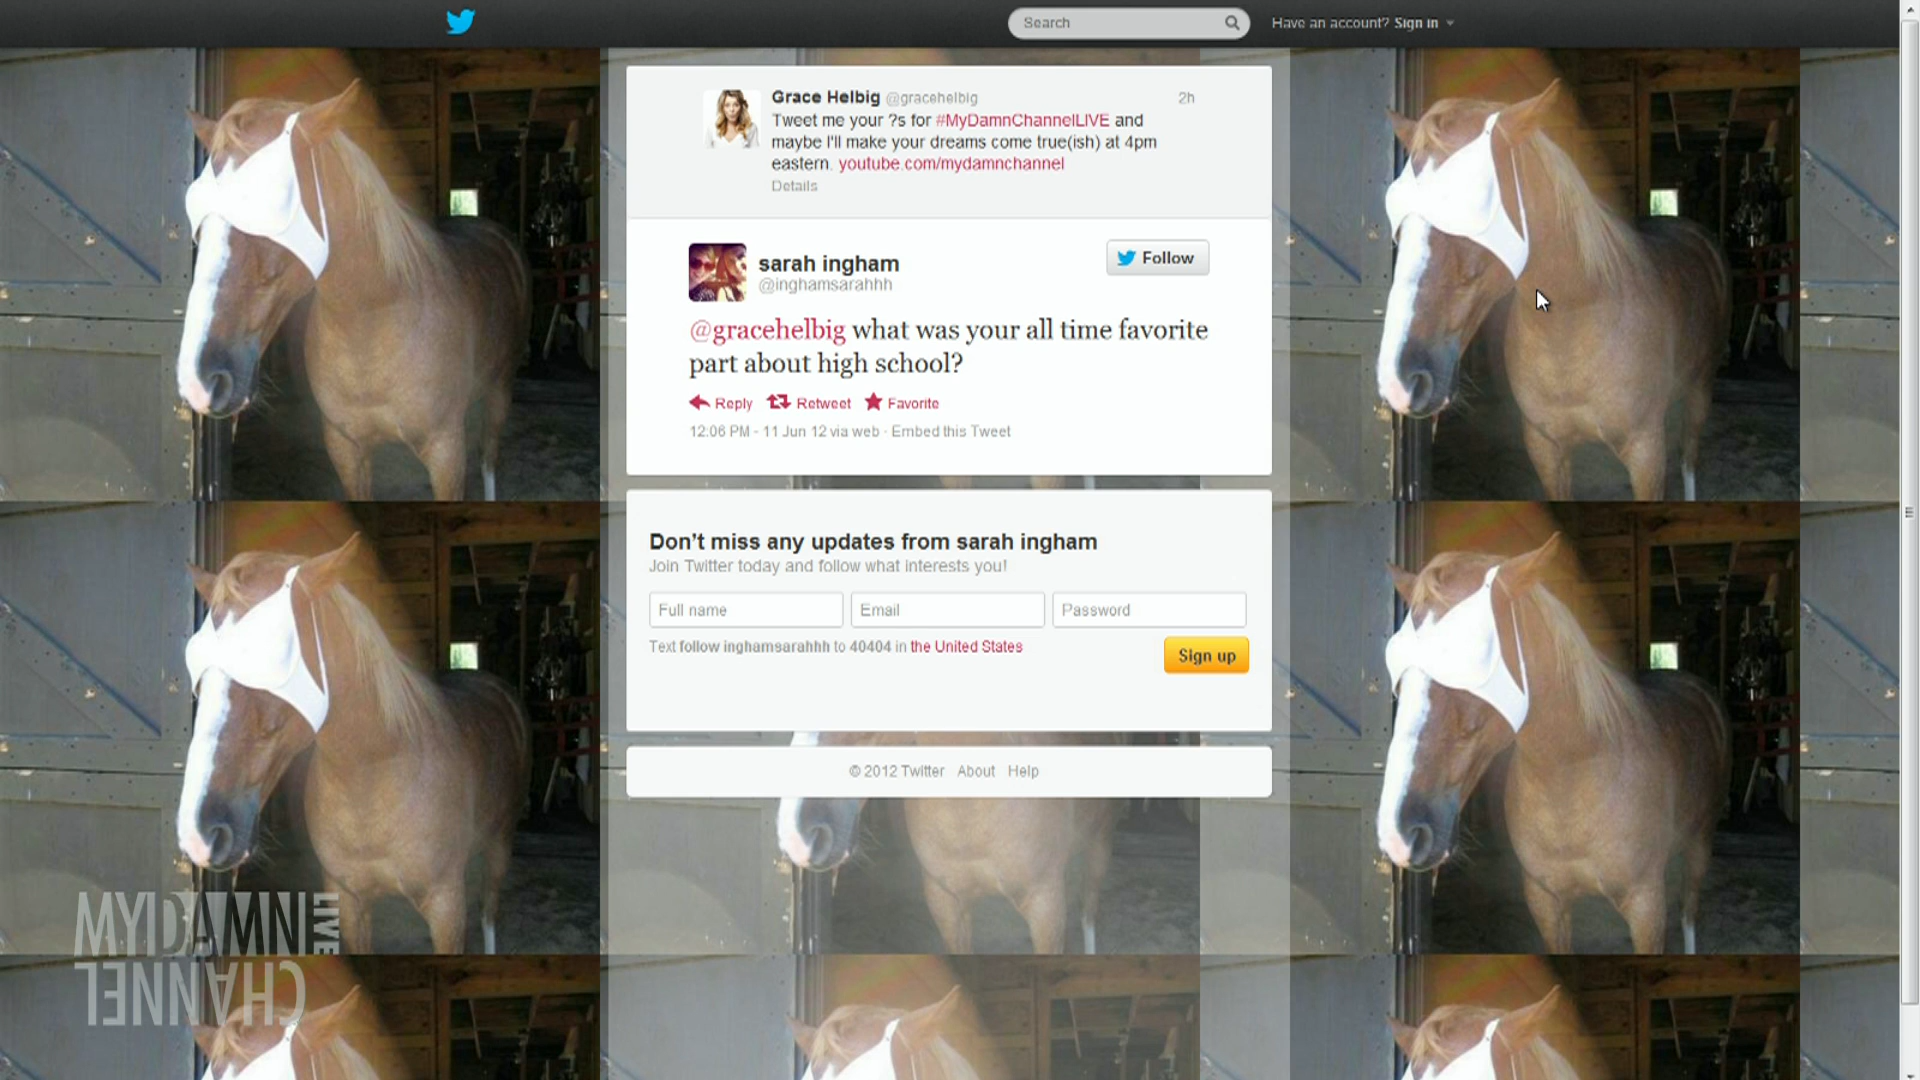 Search
Have an account? Sign in
Grace Helbig @gracehelbig 2h
Tweet me your ?s for #MyDamnChannelLIVE and
maybe I'll make your dreams come true(ish) at 4pm
eastern. youtube.com/mydamnchannel
Details
sarah ingham
@inghamsarahhh
Follow
@gracehelbig what was your all time favorite
part about high school?
Reply Retweet Favorite
12:06 PM - 11 Jun 12 via web · Embed this Tweet
Don't miss any updates from sarah ingham
Join Twitter today and follow what interests you!
Full name Email Password
Text follow inghamsarahhh to 40404 in the United States
Sign up
© 2012 Twitter About Help
MYDAMN LIVE
CHANNEL